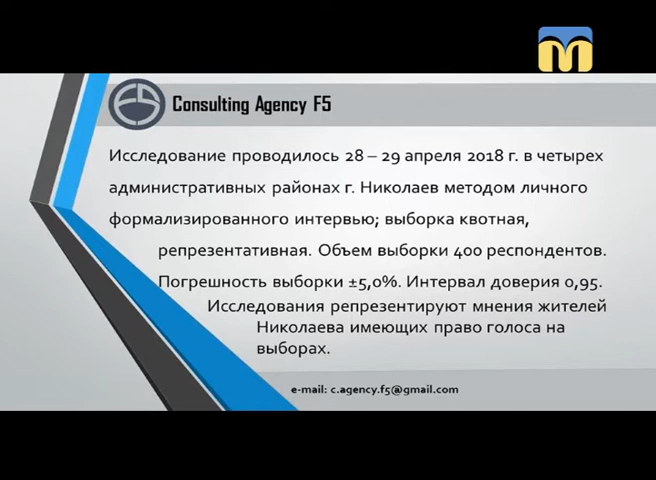 Consulting Agency F5
Исследование проводилось 28 – 29 апреля 2018 г. в четырех
административных районах г. Николаев методом личного
формализированного интервью; выборка квотная,
репрезентативная. Объем выборки 400 респондентов.
Погрешность выборки ±5,0%. Интервал доверия 0,95.
Исследования репрезентируют мнения жителей
Николаева имеющих право голоса на
выборах.
e-mail: c.agency.f5@gmail.com